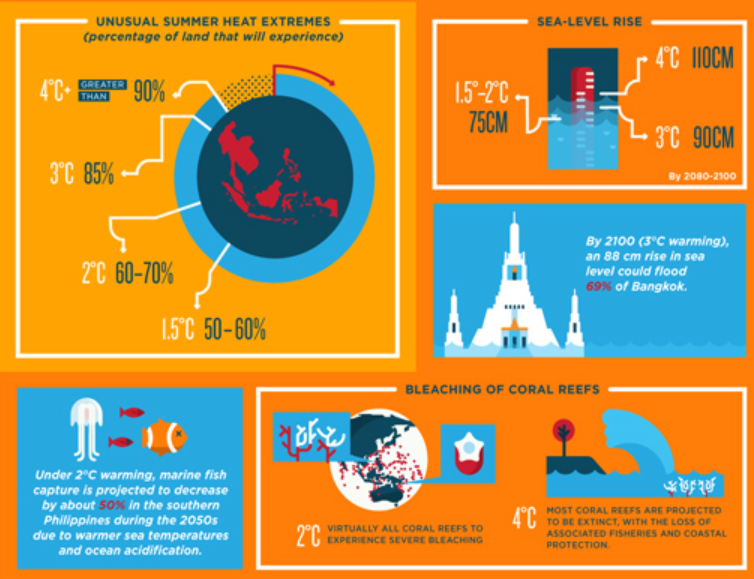 UNUSUAL SUMMER HEAT EXTREMES
(percentage of land that will experience)
4°C+ GREATER THAN 90%
3°C 85%
2°C 60-70%
1.5°C 50-60%
SEA-LEVEL RISE
4°C 110CM
1.5°-2°C
75CM
3°C 90CM
By 2080-2100
By 2100 (3°C warming),
an 88 cm rise in sea
level could flood
69% of Bangkok.
Under 2°C warming, marine fish
capture is projected to decrease
by about 50% in the southern
Philippines during the 2050s
due to warmer sea temperatures
and ocean acidification.
BLEACHING OF CORAL REEFS
2°C VIRTUALLY ALL CORAL REEFS TO
EXPERIENCE SEVERE BLEACHING
4°C MOST CORAL REEFS ARE PROJECTED
TO BE EXTINCT, WITH THE LOSS OF
ASSOCIATED FISHERIES AND COASTAL
PROTECTION.